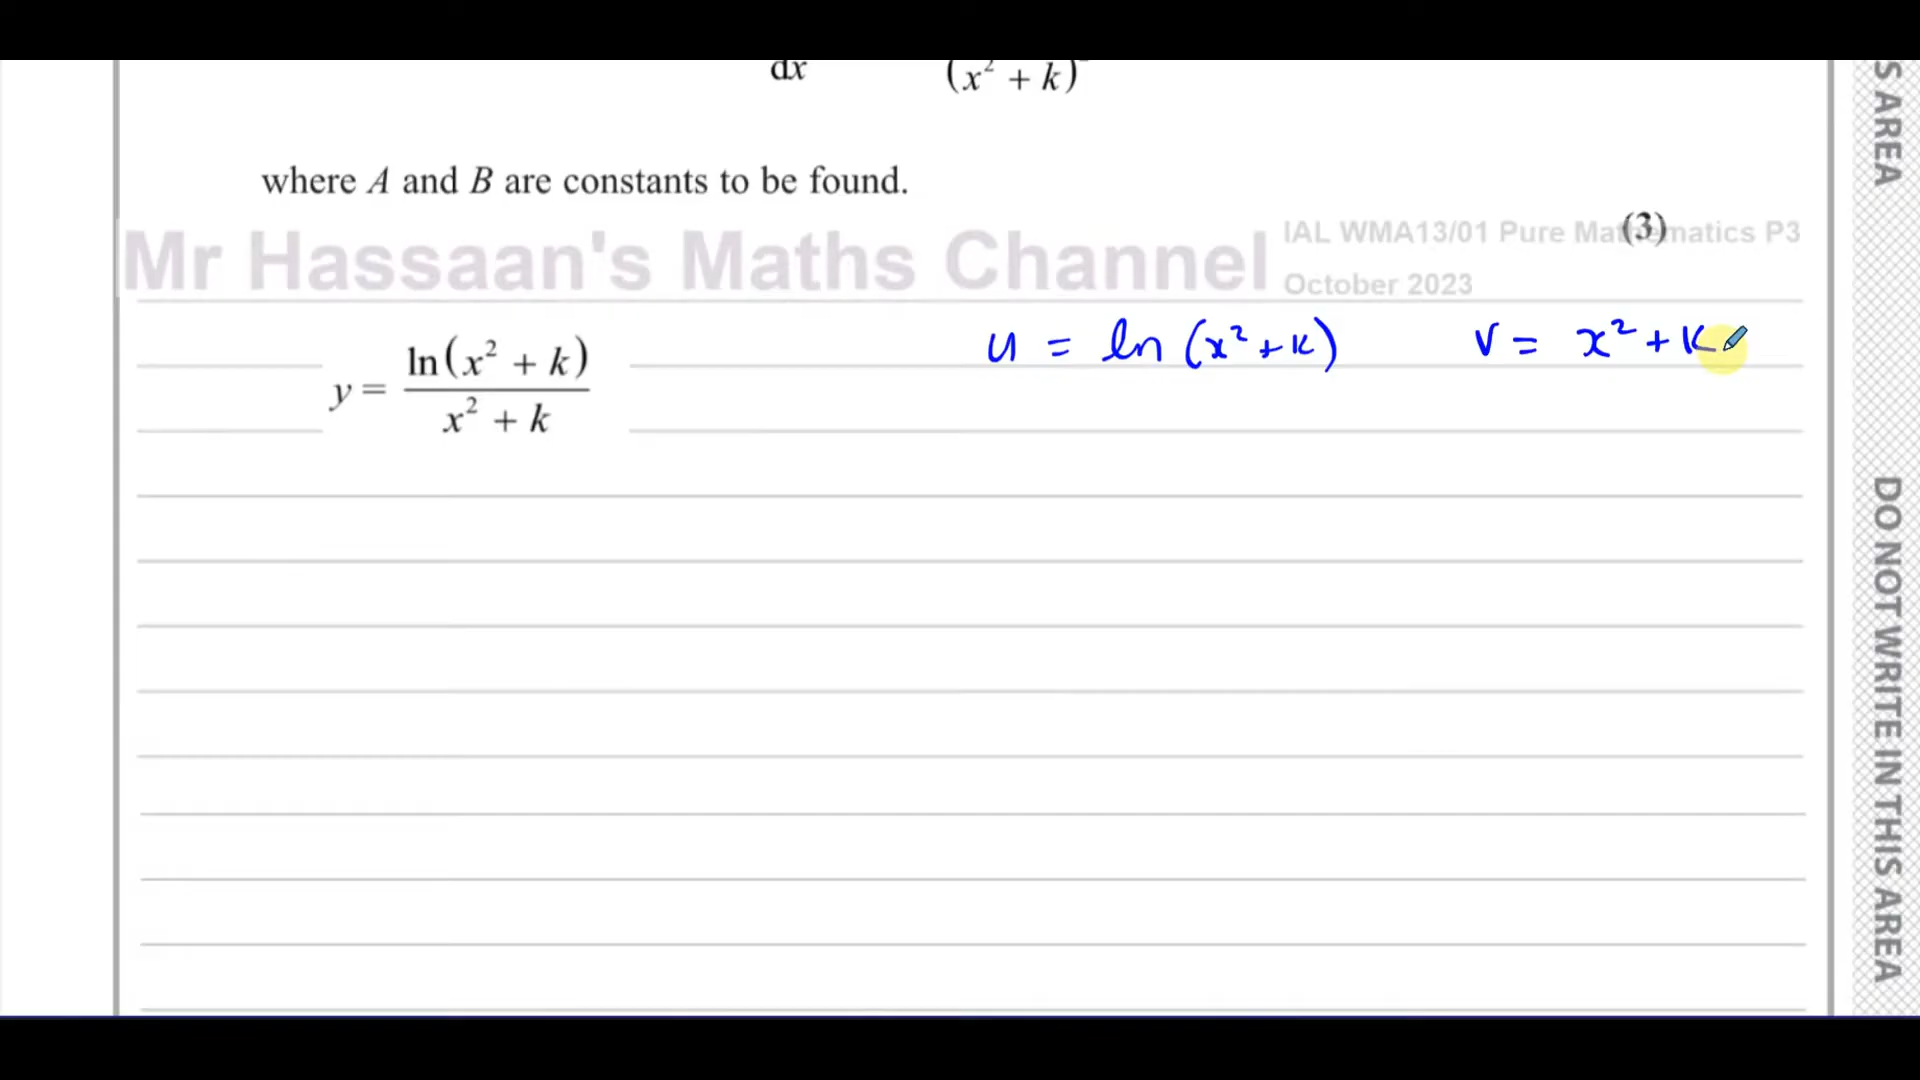 dx (x² + k)
where A and B are constants to be found.
(3)
Mr Hassaan's Maths Channel
IAL WMA13/01 Pure Mathematics P3
October 2023
y = ln(x² + k) / x² + k
u = ln (x² + k) v = x² + k
S AREA
DO NOT WRITE IN THIS AREA